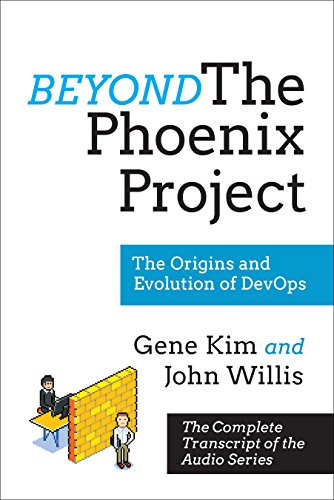 BEYOND The
Phoenix
Project
The Origins and
Evolution of DevOps
Gene Kim and
John Willis
The Complete
Transcript of the
Audio Series